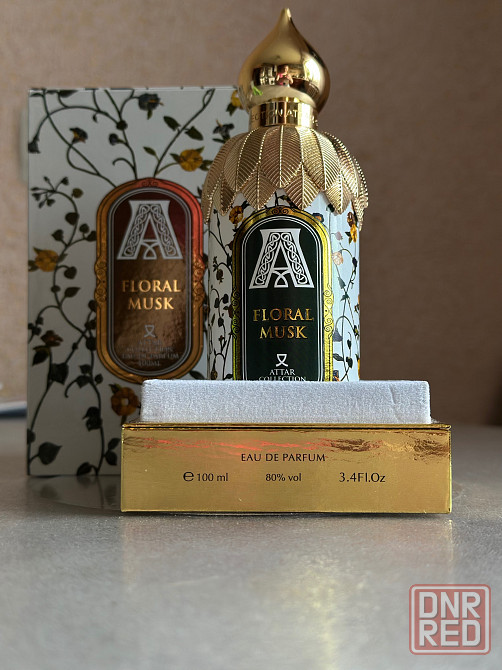 A
FLORAL
MUSK
A
FLORAL
MUSK
ATTAR
COLLECTION
EAU DE PARFUM
℮ 100 ml 80% vol 3.4Fl.Oz
DNR
RED